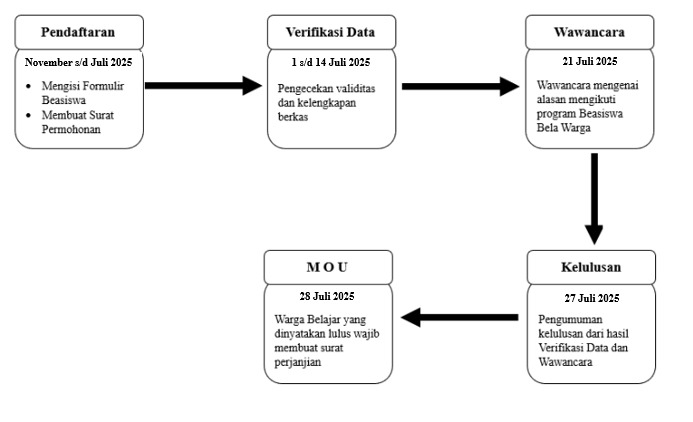 Pendaftaran
November s/d Juli 2025
• Mengisi Formulir
Beasiswa
• Membuat Surat
Permohonan
Verifikasi Data
1 s/d 14 Juli 2025
Pengecekan validitas
dan kelengkapan
berkas
Wawancara
21 Juli 2025
Wawancara mengenai
alasan mengikuti
program Beasiswa
Bela Warga
Kelulusan
27 Juli 2025
Pengumuman
kelulusan dari hasil
Verifikasi Data dan
Wawancara
M O U
28 Juli 2025
Warga Belajar yang
dinyatakan lulus wajib
membuat surat
perjanjian